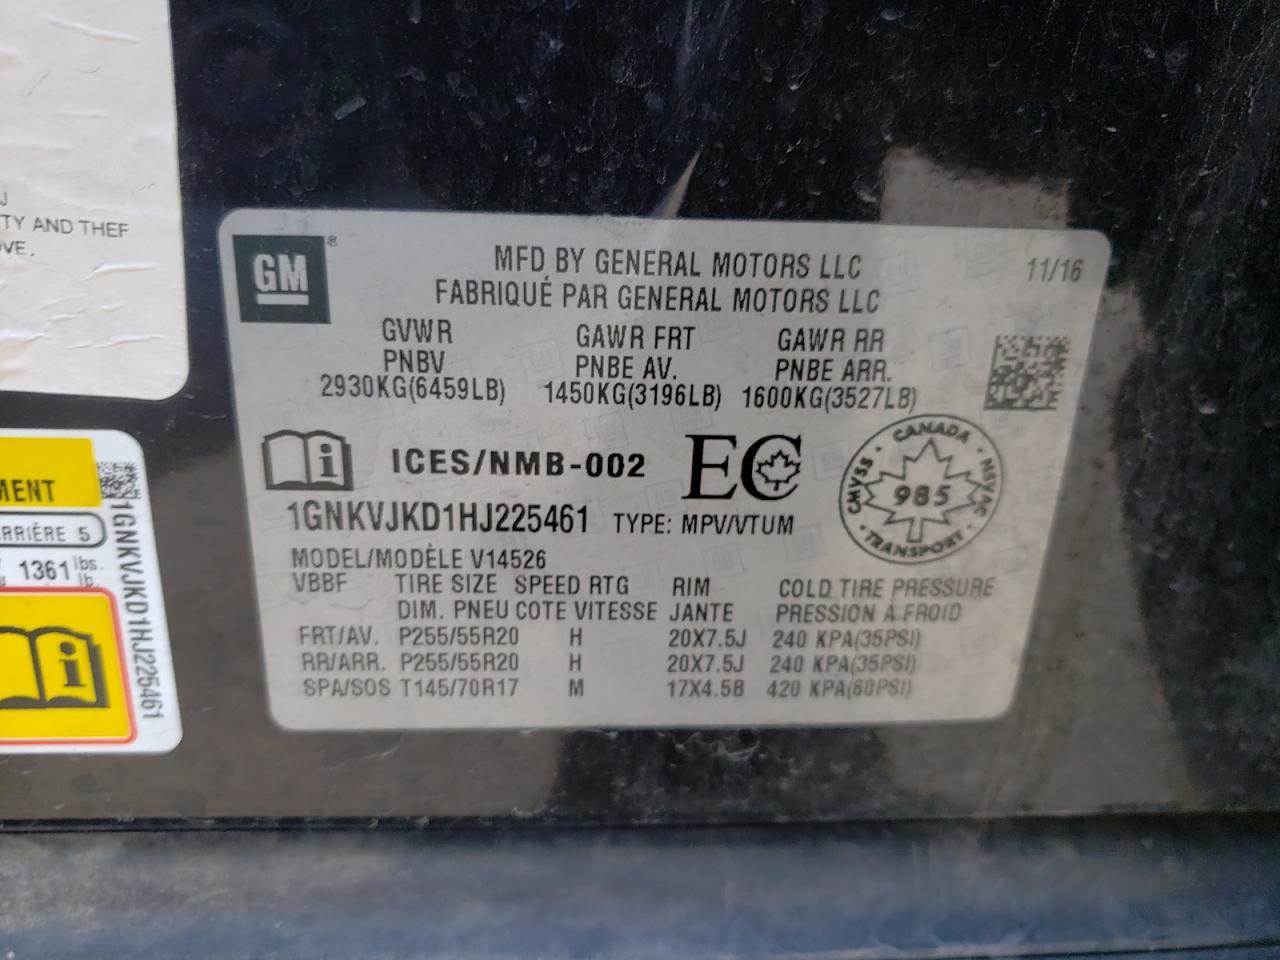 J
TY AND THEF
VE.
GM®
MFD BY GENERAL MOTORS LLC
11/16
FABRIQUÉ PAR GENERAL MOTORS LLC
GVWR GAWR FRT GAWR RR
PNBV PNBE AV. PNBE ARR.
2930KG(6459LB) 1450KG(3196LB) 1600KG(3527LB)
i ICES/NMB-002 EC
CANADA
CMVSS NSVAC
985
TRANSPORT
1GNKVJKD1HJ225461 TYPE: MPV/VTUM
MODEL/MODÈLE V14526
VBBF TIRE SIZE SPEED RTG RIM COLD TIRE PRESSURE
DIM. PNEU COTE VITESSE JANTE PRESSION À FROID
FRT/AV. P255/55R20 H 20X7.5J 240 KPA(35PSI)
RR/ARR. P255/55R20 H 20X7.5J 240 KPA(35PSI)
SPA/SOS T145/70R17 M 17X4.5B 420 KPA(60PSI)
MENT
RRIÈRE 5
1361 lbs.
lb.
i
1GNKVJKD1HJ225461